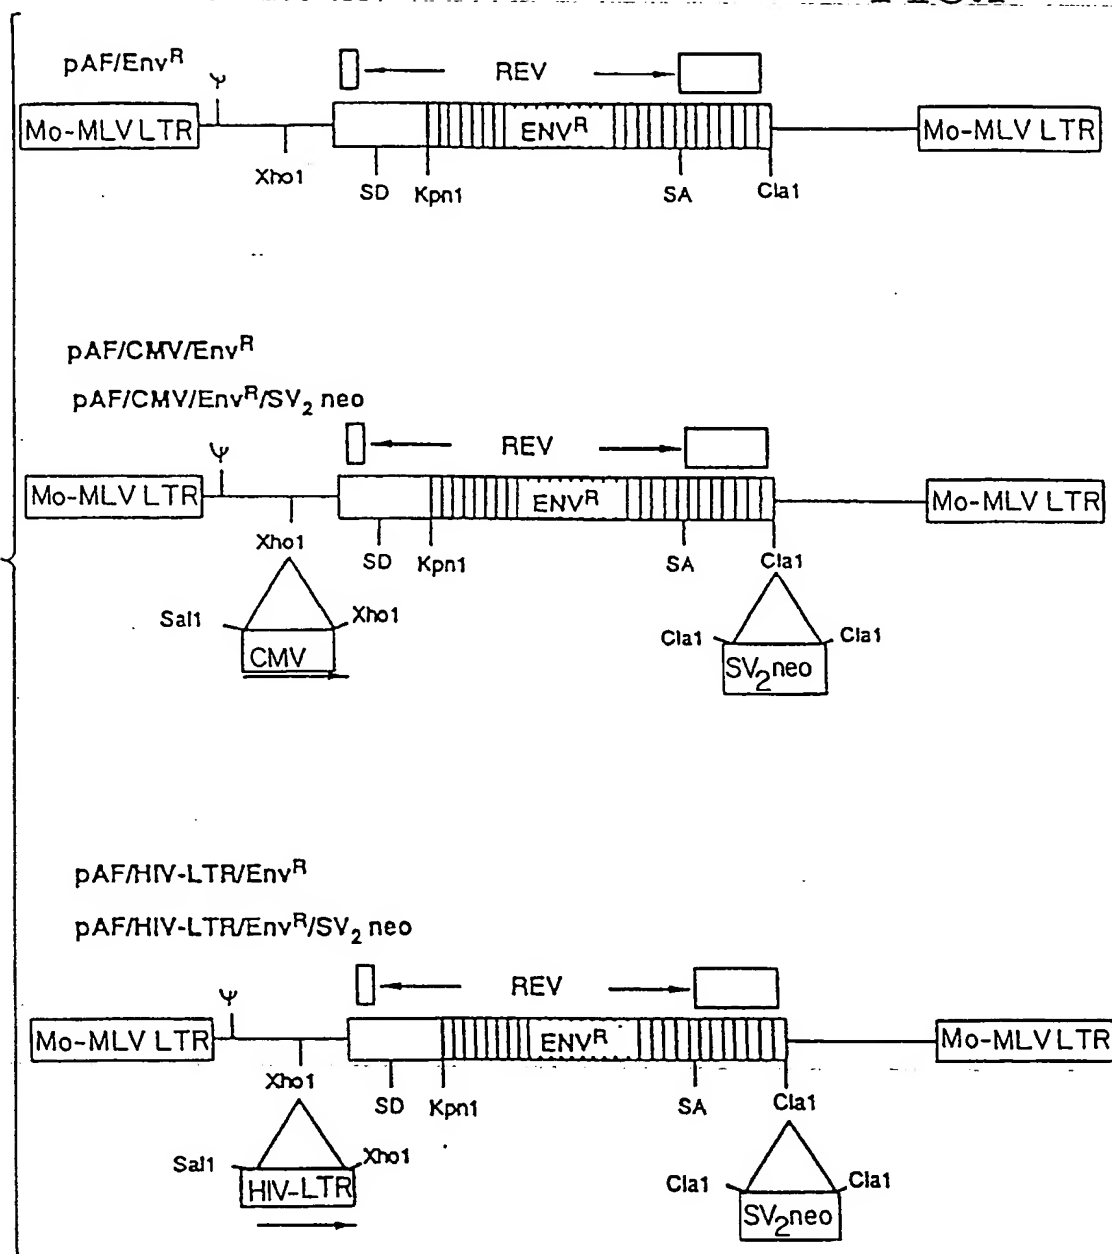 pAF/Env^R
Ψ
REV
Mo-MLV LTR
ENV^R
Mo-MLV LTR
Xho1
SD
Kpn1
SA
Cla1
pAF/CMV/Env^R
pAF/CMV/Env^R/SV₂ neo
Ψ
REV
Mo-MLV LTR
ENV^R
Mo-MLV LTR
Xho1
SD
Kpn1
SA
Cla1
Sal1
Xho1
Cla1
Cla1
CMV
SV₂neo
pAF/HIV-LTR/Env^R
pAF/HIV-LTR/Env^R/SV₂ neo
Ψ
REV
Mo-MLV LTR
ENV^R
Mo-MLV LTR
Xho1
SD
Kpn1
SA
Cla1
Sal1
Xho1
Cla1
Cla1
HIV-LTR
SV₂neo